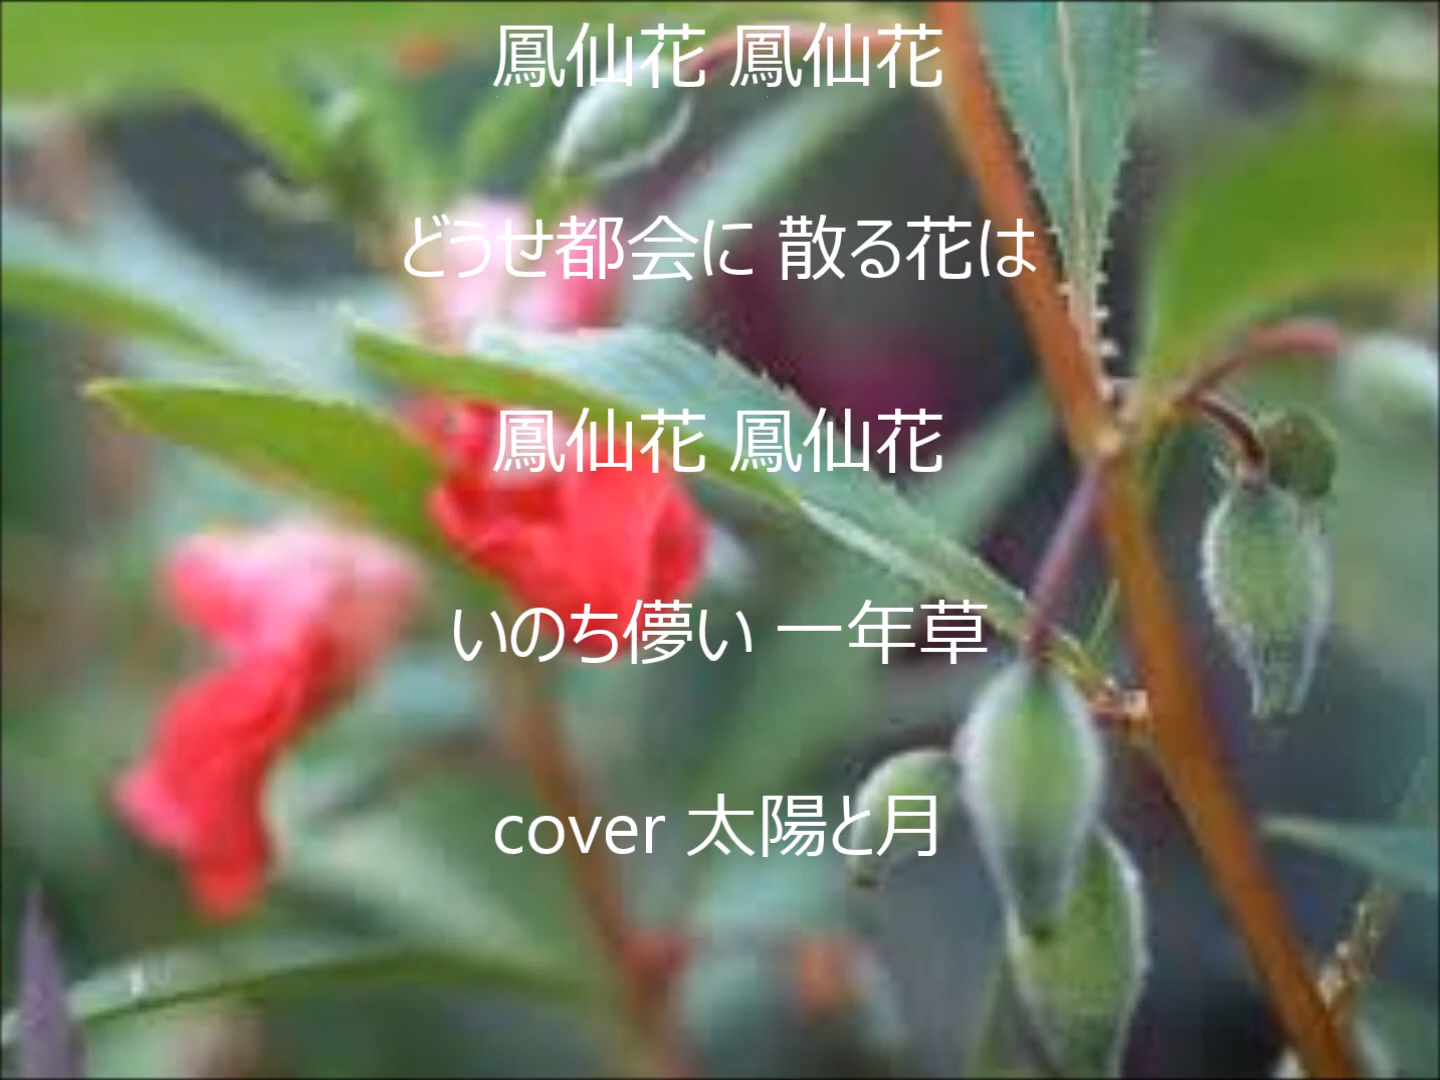 鳳仙花 鳳仙花
どうせ都会に 散る花は
鳳仙花 鳳仙花
いのち儚い 一年草
cover 太陽と月